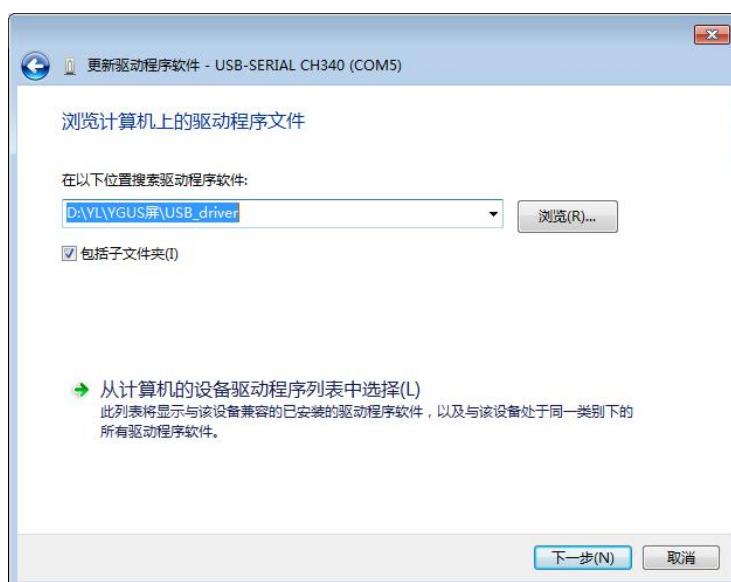 更新驱动程序软件 - USB-SERIAL CH340 (COM5)
浏览计算机上的驱动程序文件
在以下位置搜索驱动程序软件:
D:\YL\YGUS屏\USB_driver
浏览(R)...
包括子文件夹(I)
从计算机的设备驱动程序列表中选择(L)
此列表将显示与该设备兼容的已安装的驱动程序软件，以及与该设备处于同一类别下的
所有驱动程序软件。
下一步(N)
取消